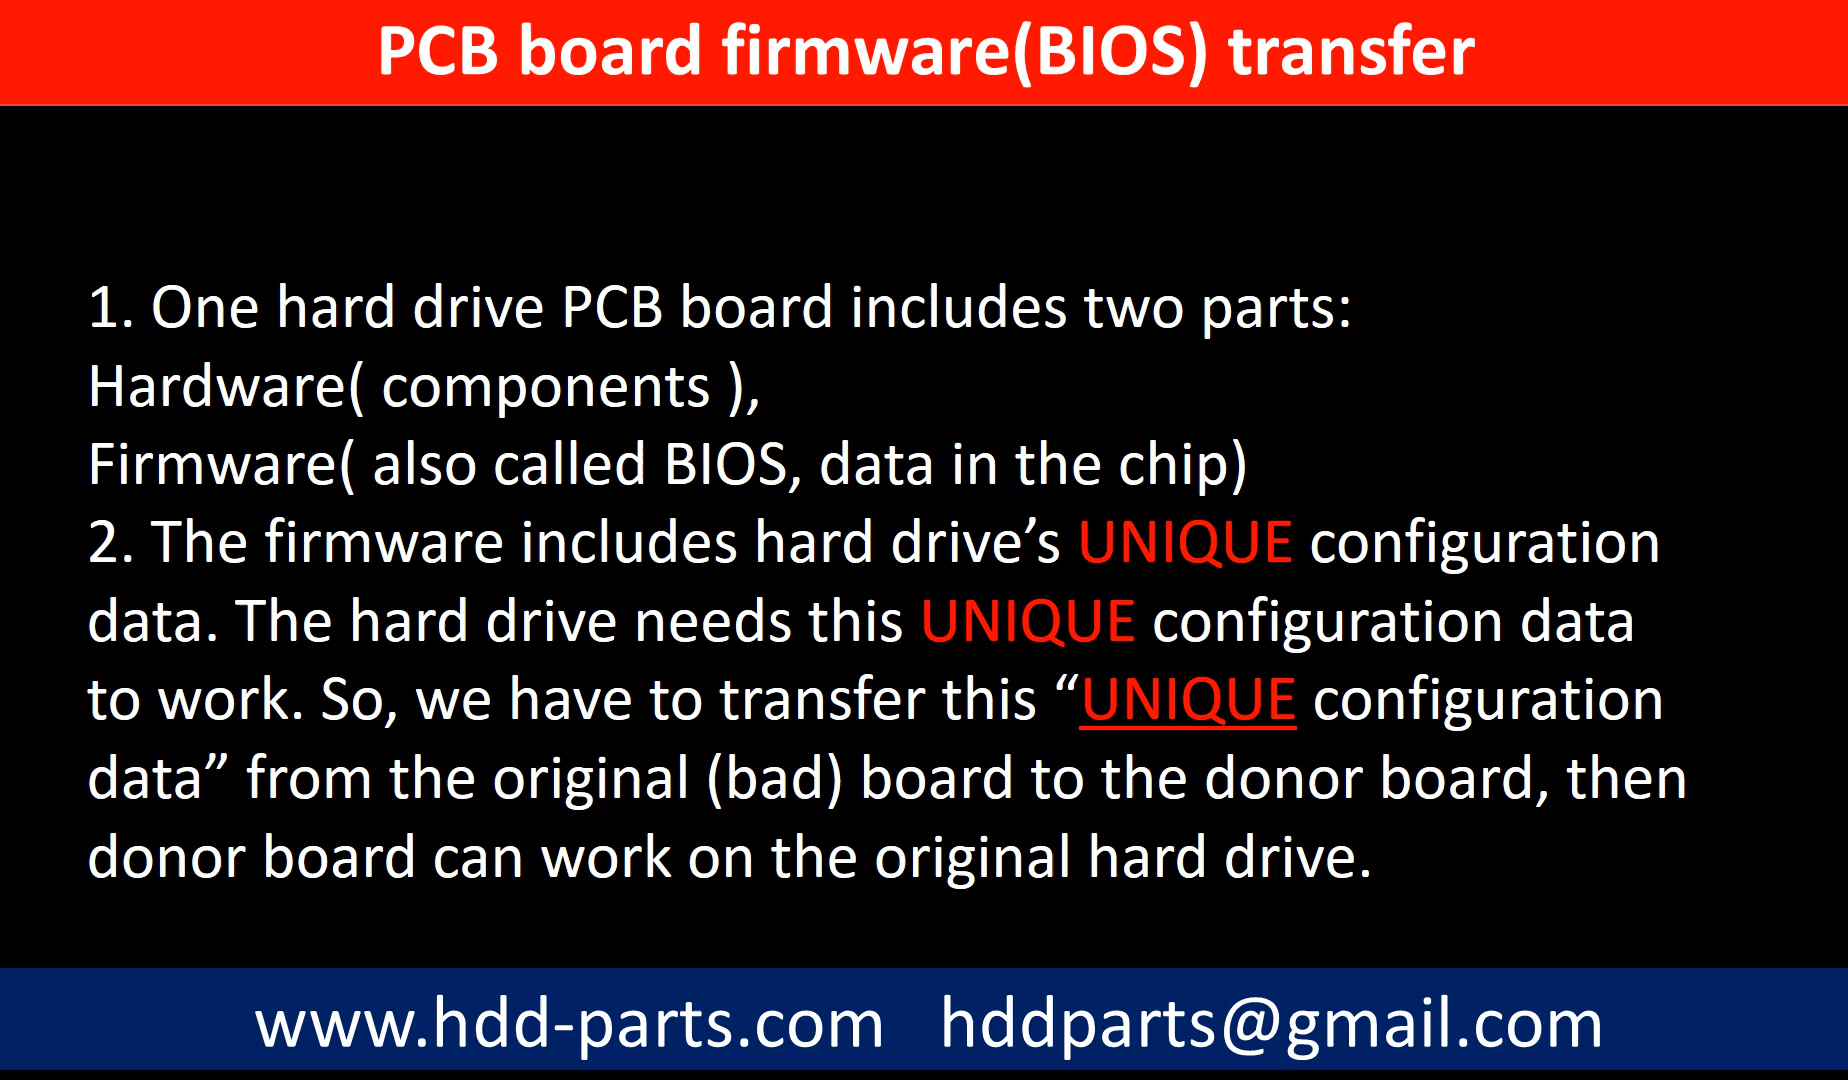 PCB board firmware(BIOS) transfer
1. One hard drive PCB board includes two parts:
Hardware( components ),
Firmware( also called BIOS, data in the chip)
2. The firmware includes hard drive’s UNIQUE configuration
data. The hard drive needs this UNIQUE configuration data
to work. So, we have to transfer this “UNIQUE configuration
data” from the original (bad) board to the donor board, then
donor board can work on the original hard drive.
www.hdd-parts.com hddparts@gmail.com